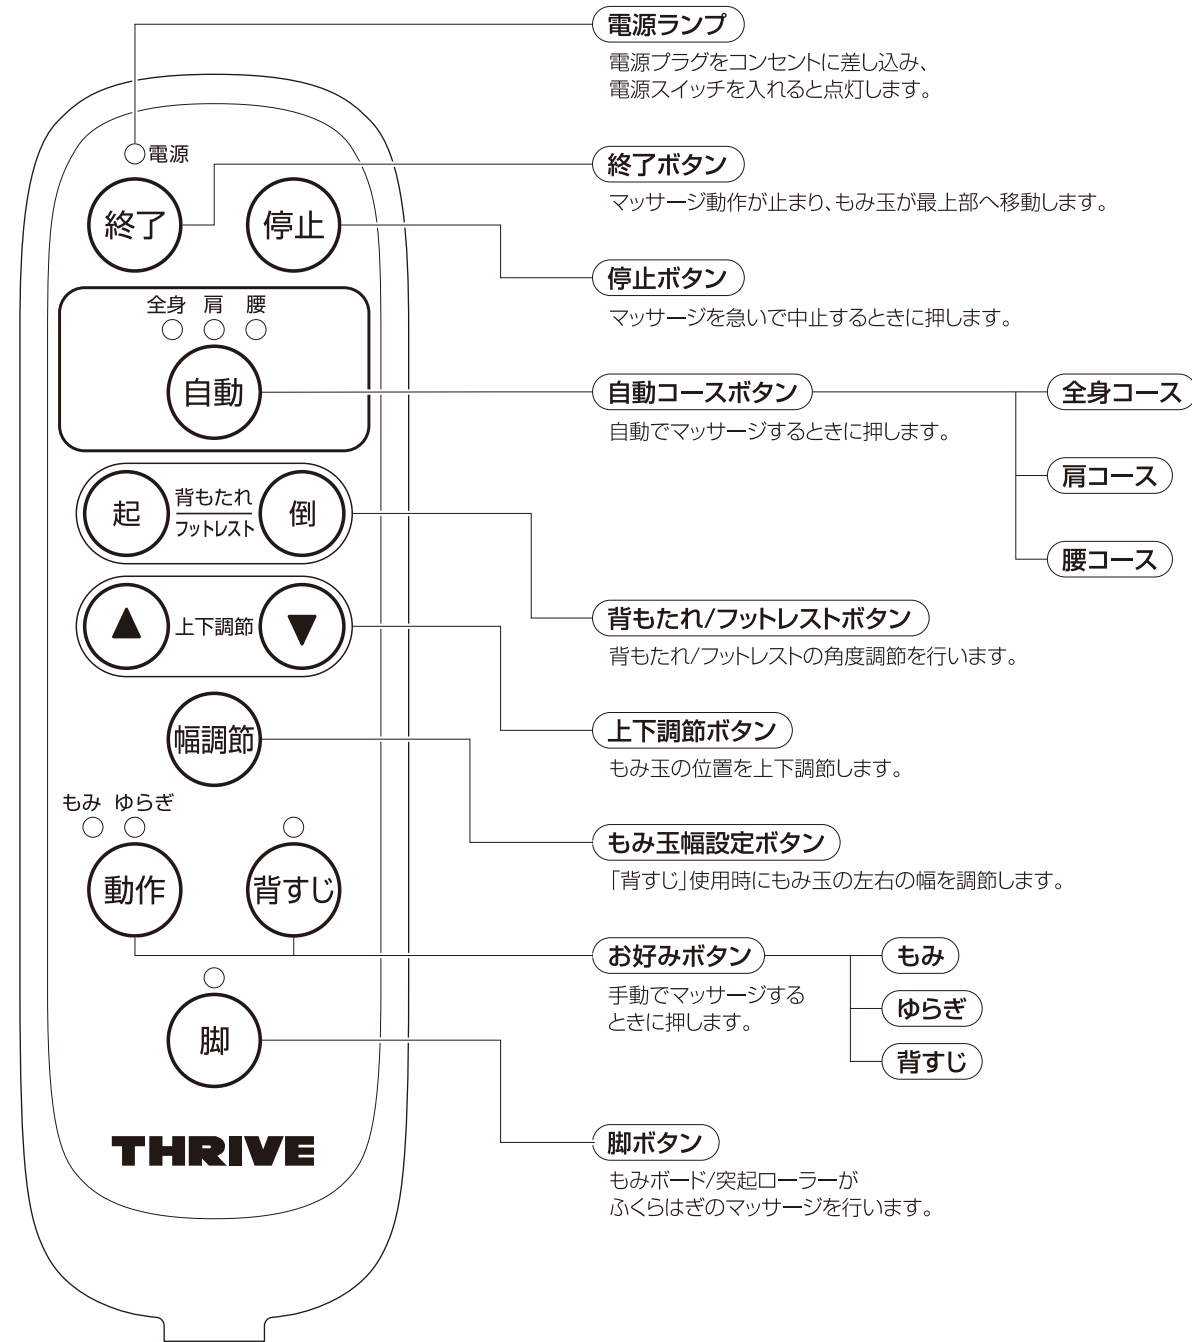 電源ランプ
電源プラグをコンセントに差し込み、
電源スイッチを入れると点灯します。
電源
終了ボタン
マッサージ動作が止まり、もみ玉が最上部へ移動します。
終了
停止
停止ボタン
マッサージを急いで中止するときに押します。
全身 肩 腰
自動
自動コースボタン
自動でマッサージするときに押します。
全身コース
肩コース
腰コース
起
背もたれ
フットレスト
倒
背もたれ/フットレストボタン
背もたれ/フットレストの角度調節を行います。
▲ 上下調節 ▼
上下調節ボタン
もみ玉の位置を上下調節します。
幅調節
もみ玉幅設定ボタン
「背すじ」使用時にもみ玉の左右の幅を調節します。
もみ ゆらぎ
動作
背すじ
お好みボタン
手動でマッサージする
ときに押します。
もみ
ゆらぎ
背すじ
脚
脚ボタン
もみボード/突起ローラーが
ふくらはぎのマッサージを行います。
THRIVE